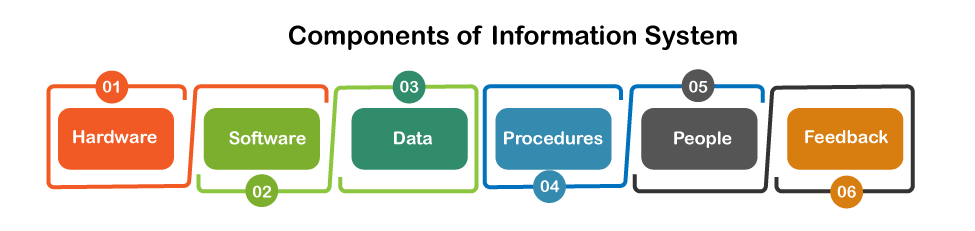 Components of Information System
01
Hardware
Software
02
03
Data
Procedures
04
05
People
Feedback
06